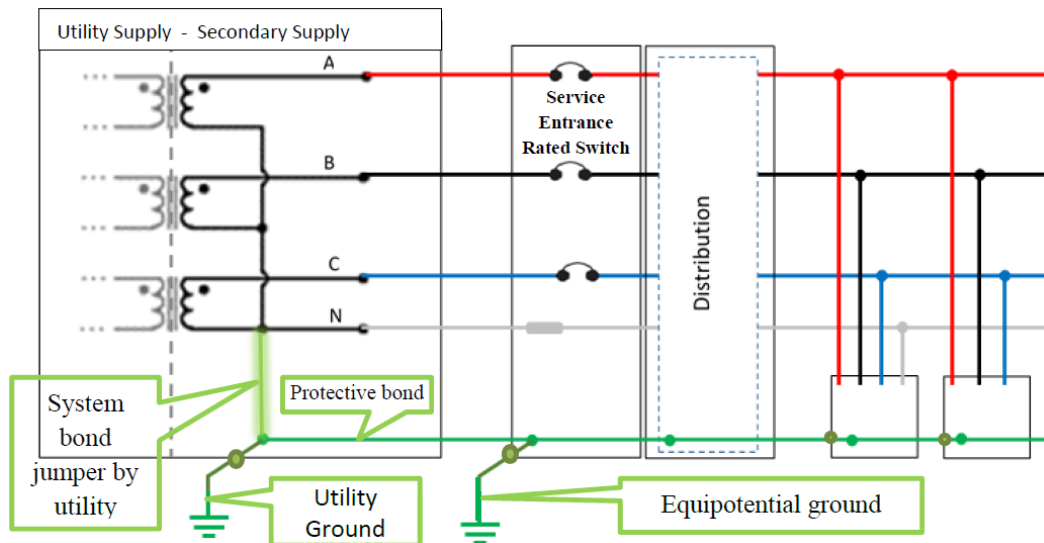 Utility Supply - Secondary Supply
A
Service
Entrance
Rated Switch
B
Distribution
C
N
System
bond
jumper by
utility
Protective bond
Utility
Ground
Equipotential ground